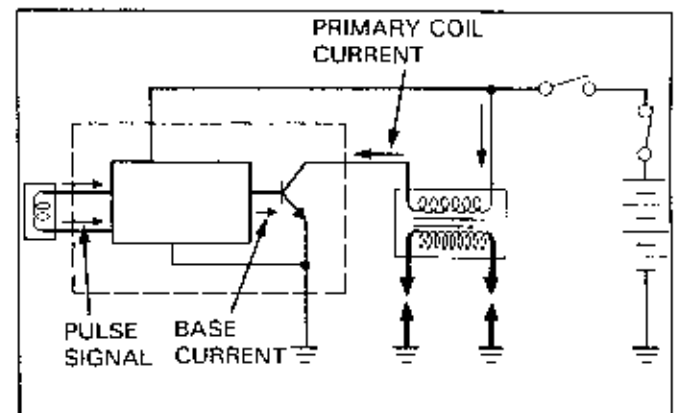 PRIMARY COIL
CURRENT
PULSE
SIGNAL
BASE
CURRENT